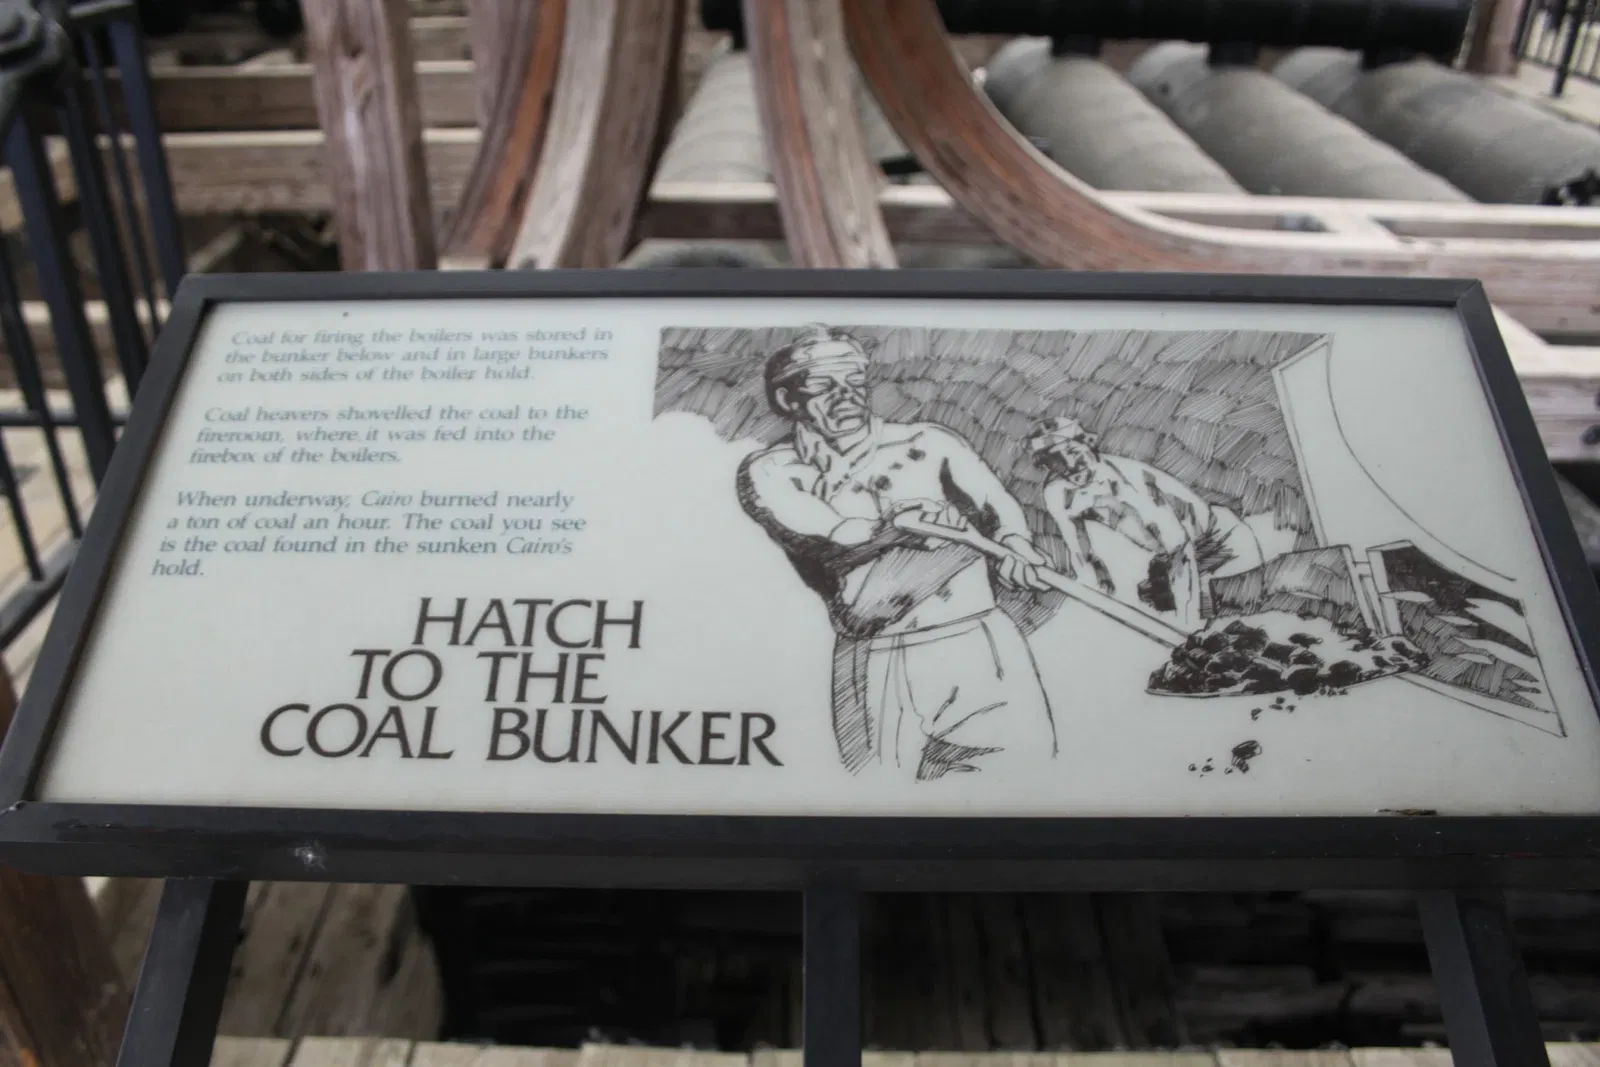 Coal for firing the boilers was stored in
the bunker below and in large bunkers
on both sides of the boiler hold.
Coal heavers shovelled the coal to the
fireroom, where it was fed into the
firebox of the boilers.
When underway, Cairo burned nearly
a ton of coal an hour. The coal you see
is the coal found in the sunken Cairo's
hold.
HATCH
TO THE
COAL BUNKER